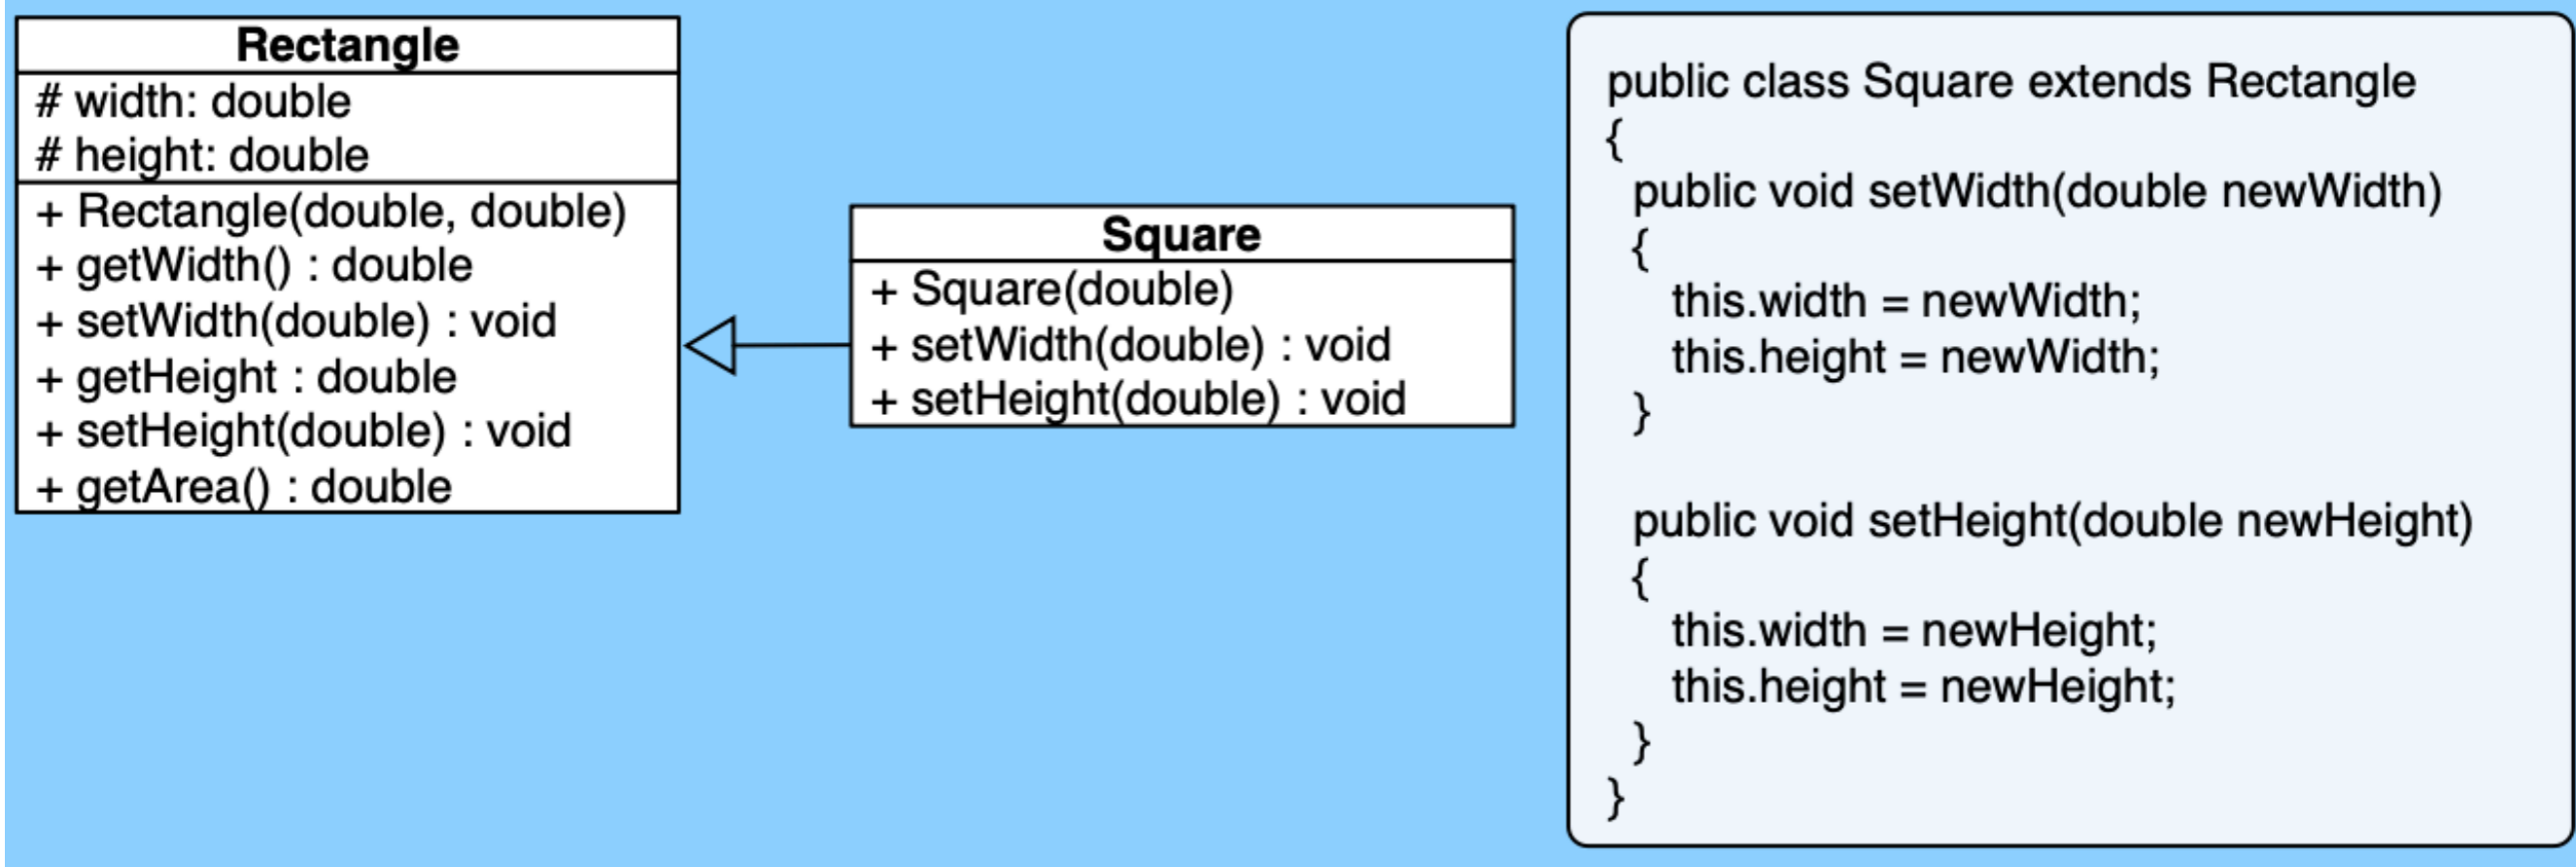 Rectangle
# width: double
# height: double
+ Rectangle(double, double)
+ getWidth() : double
+ setWidth(double) : void
+ getHeight : double
+ setHeight(double) : void
+ getArea() : double
Square
+ Square(double)
+ setWidth(double) : void
+ setHeight(double) : void
public class Square extends Rectangle
{
public void setWidth(double newWidth)
{
this.width = newWidth;
this.height = newWidth;
}
public void setHeight(double newHeight)
{
this.width = newHeight;
this.height = newHeight;
}
}